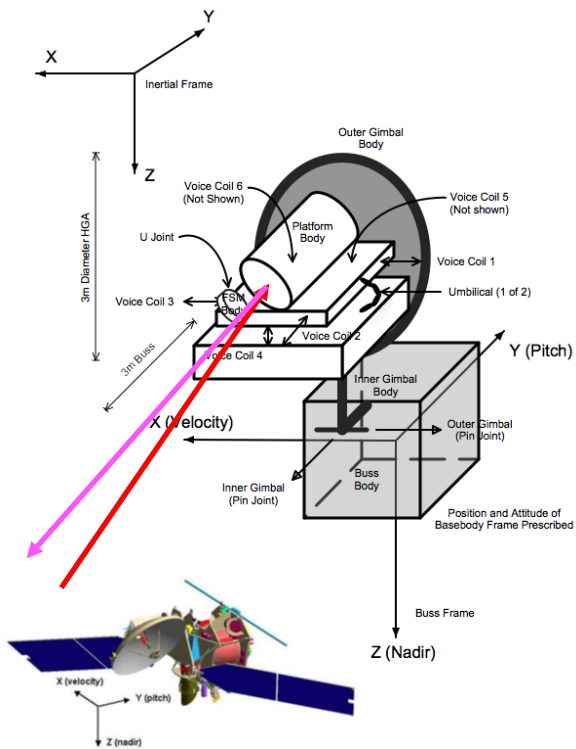 Y
X
Inertial Frame
Z
Outer Gimbal
Body
Voice Coil 6
(Not Shown)
Voice Coil 5
(Not shown)
Platform
Body
U Joint
3m Diameter HGA
Voice Coil 1
Voice Coil 3
FSM
Body
Umbilical (1 of 2)
Voice Coil 2
Voice Coil 4
3m Buss
Y (Pitch)
Inner Gimbal
Body
X (Velocity)
Outer Gimbal
(Pin Joint)
Buss
Body
Inner Gimbal
(Pin Joint)
Position and Attitude of
Basebody Frame Prescribed
Buss Frame
Z (Nadir)
X (velocity)
Y (pitch)
Z (nadir)